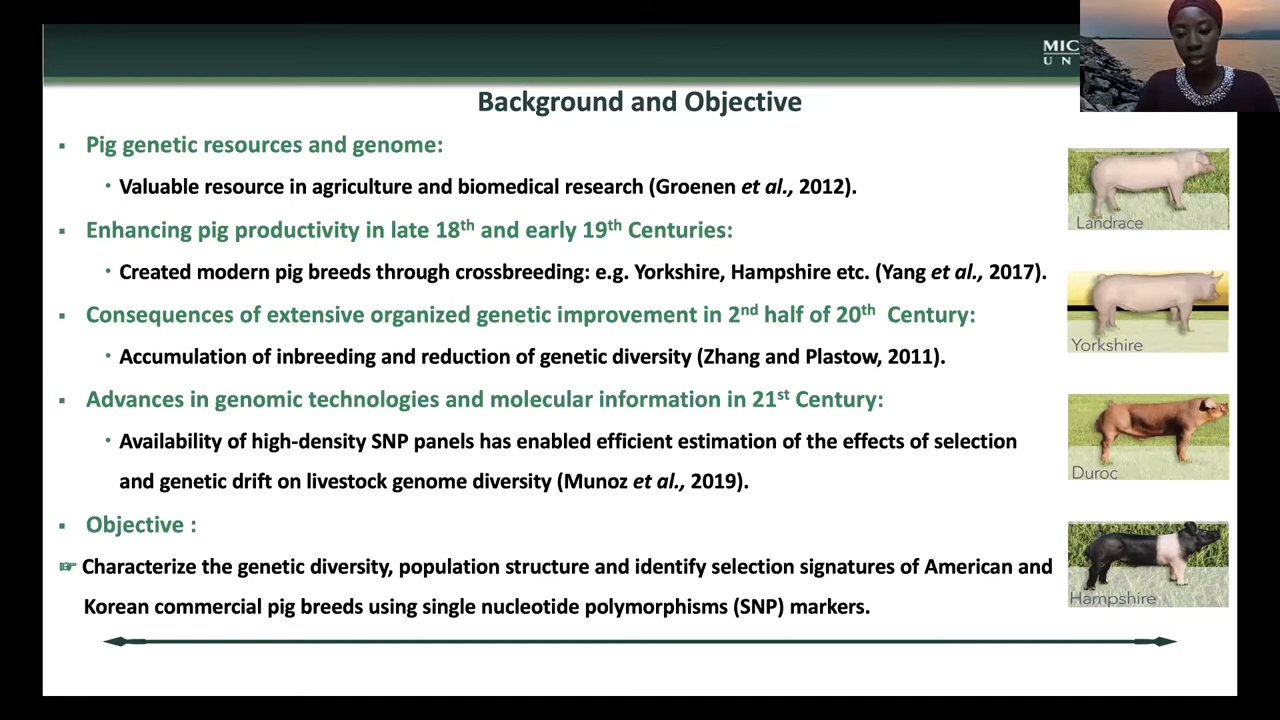 MIC
UN
Background and Objective
▪ Pig genetic resources and genome:
• Valuable resource in agriculture and biomedical research (Groenen et al., 2012).
▪ Enhancing pig productivity in late 18th and early 19th Centuries:
• Created modern pig breeds through crossbreeding: e.g. Yorkshire, Hampshire etc. (Yang et al., 2017).
▪ Consequences of extensive organized genetic improvement in 2nd half of 20th Century:
• Accumulation of inbreeding and reduction of genetic diversity (Zhang and Plastow, 2011).
▪ Advances in genomic technologies and molecular information in 21st Century:
• Availability of high-density SNP panels has enabled efficient estimation of the effects of selection
and genetic drift on livestock genome diversity (Munoz et al., 2019).
▪ Objective :
☞ Characterize the genetic diversity, population structure and identify selection signatures of American and
Korean commercial pig breeds using single nucleotide polymorphisms (SNP) markers.
Landrace
Yorkshire
Duroc
Hampshire